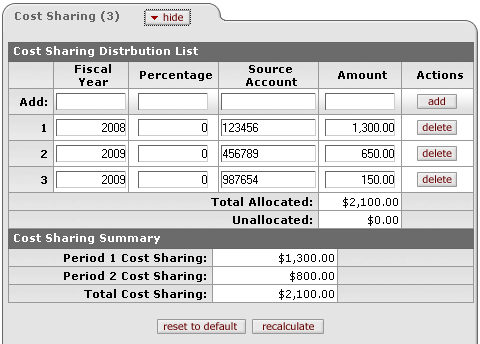 Cost Sharing (3) ▼ hide
Cost Sharing Distrbution List
Fiscal Year Percentage Source Account Amount Actions
Add: add
1 2008 0 123456 1,300.00 delete
2 2009 0 456789 650.00 delete
3 2009 0 987654 150.00 delete
Total Allocated: $2,100.00
Unallocated: $0.00
Cost Sharing Summary
Period 1 Cost Sharing: $1,300.00
Period 2 Cost Sharing: $800.00
Total Cost Sharing: $2,100.00
reset to default recalculate